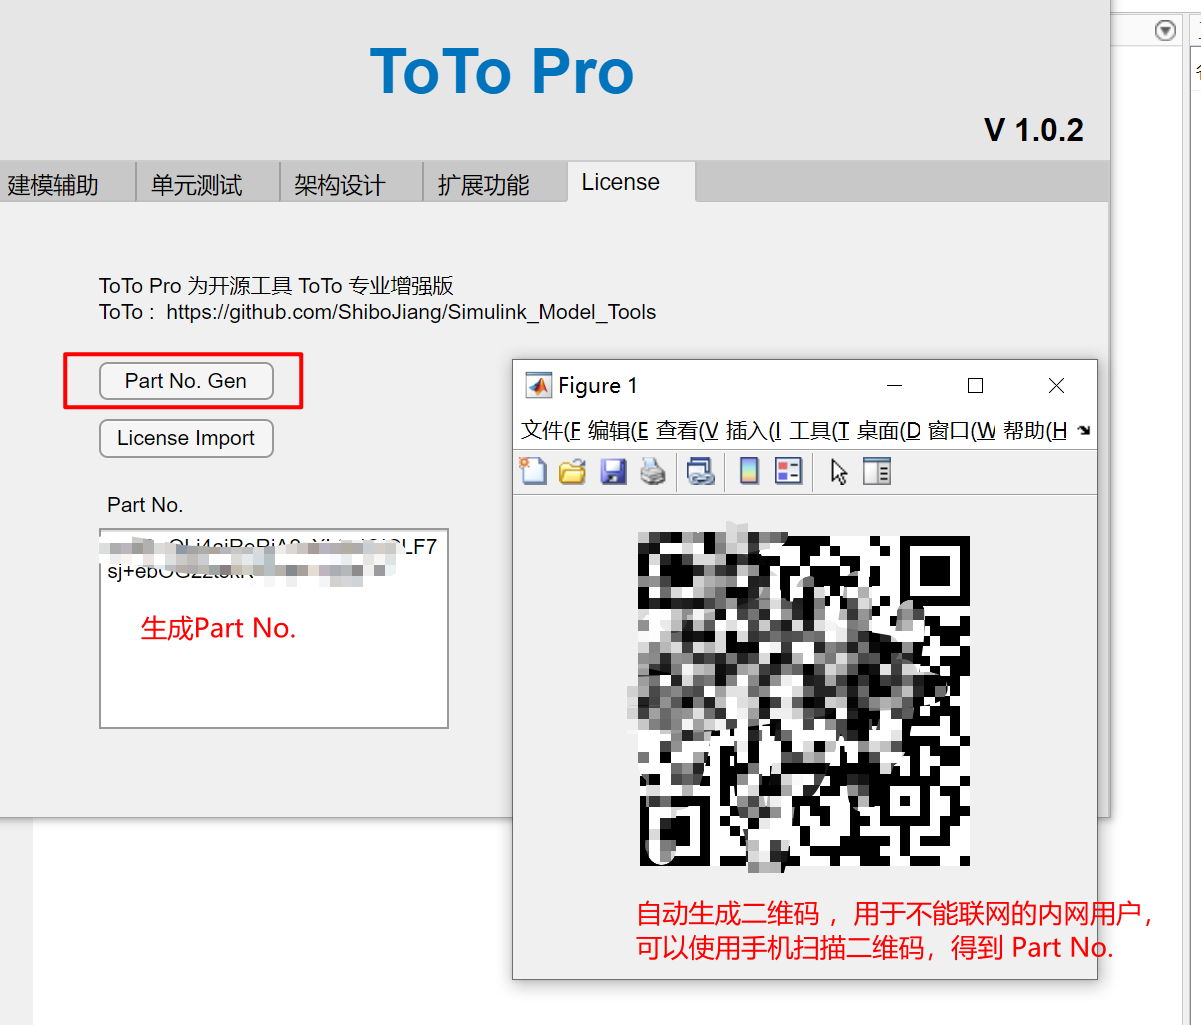 ToTo Pro
V 1.0.2
建模辅助 单元测试 架构设计 扩展功能 License
ToTo Pro 为开源工具 ToTo 专业增强版
ToTo : https://github.com/ShiboJiang/Simulink_Model_Tools
Part No. Gen
License Import
Part No.
LF7
生成Part No.
Figure 1
文件(F 编辑(E 查看(V 插入(I 工具(T 桌面(D 窗口(W 帮助(H
自动生成二维码 ，用于不能联网的内网用户，
可以使用手机扫描二维码，得到 Part No.